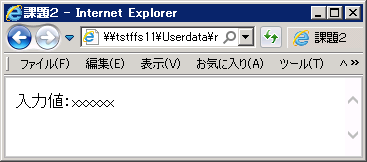 課題2 - Internet Explorer
\\tstffs11\Userdata\r 課題2
ファイル(F) 編集(E) 表示(V) お気に入り(A) ツール(T) ヘ »
入力値:xxxxxx